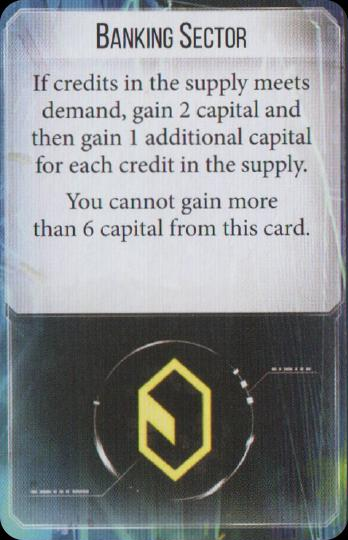 BANKING SECTOR
If credits in the supply meets
demand, gain 2 capital and
then gain 1 additional capital
for each credit in the supply.
You cannot gain more
than 6 capital from this card.